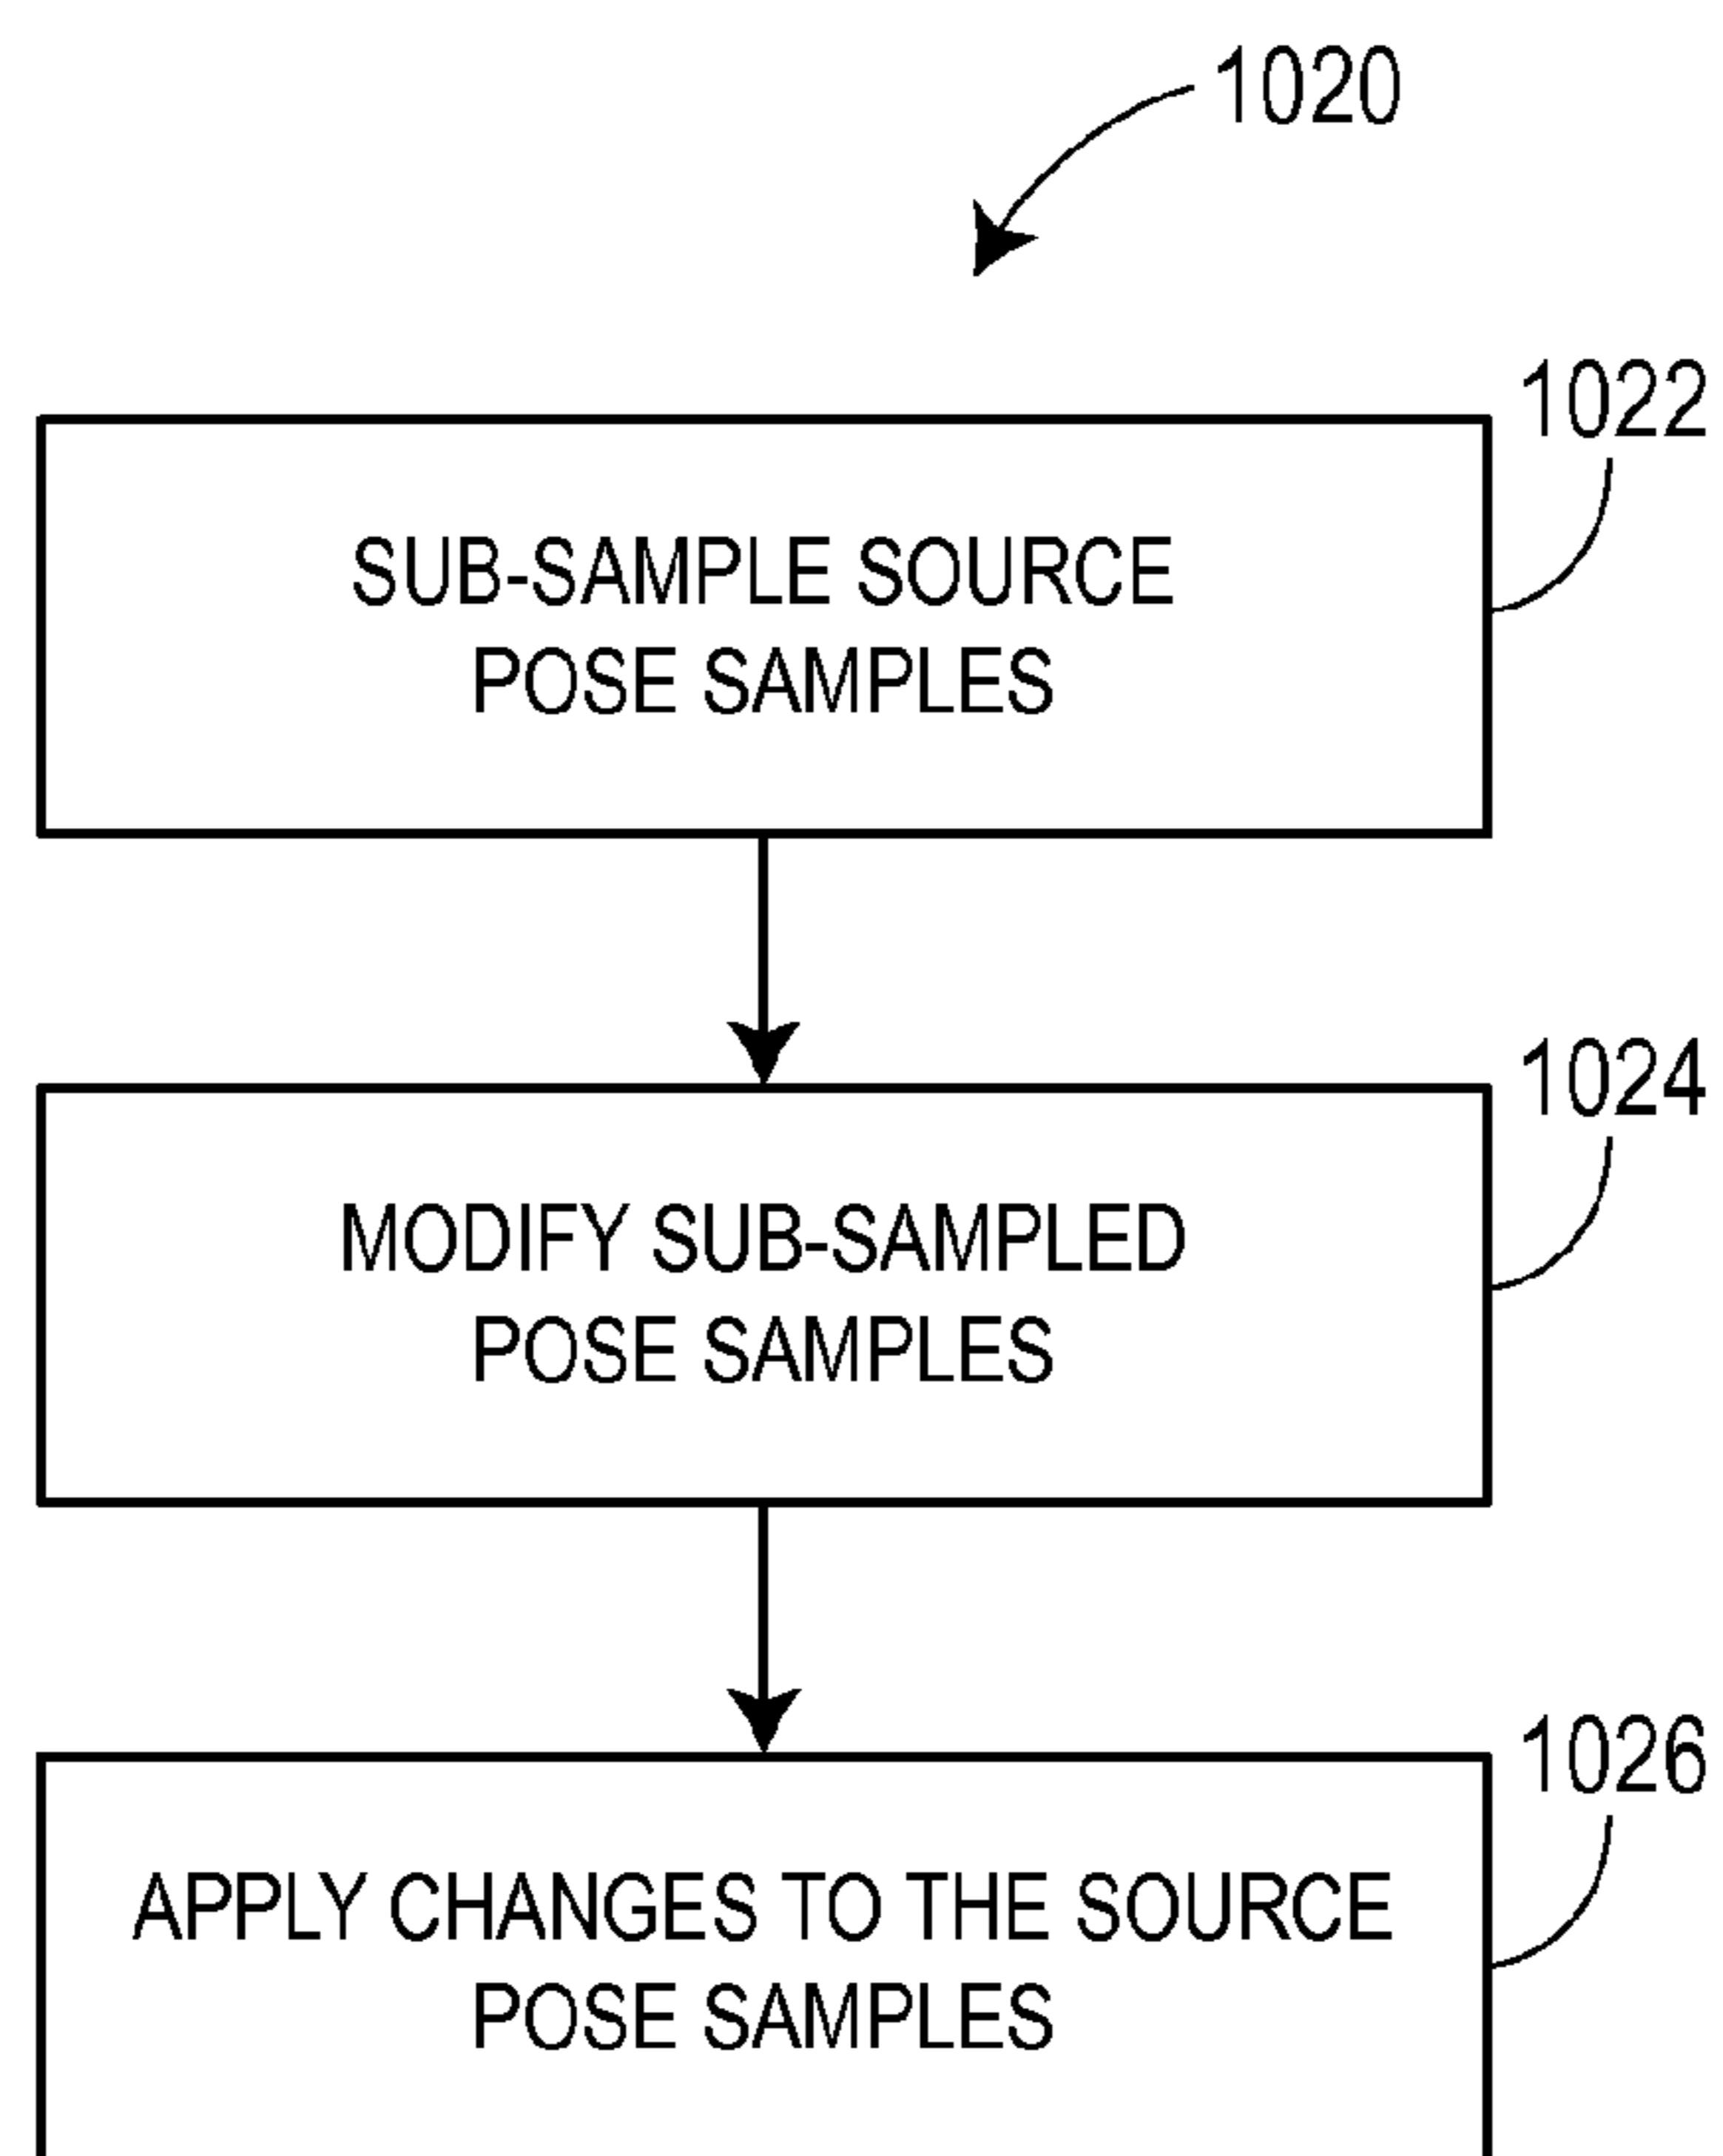 1020
1022
SUB-SAMPLE SOURCE
POSE SAMPLES
1024
MODIFY SUB-SAMPLED
POSE SAMPLES
1026
APPLY CHANGES TO THE SOURCE
POSE SAMPLES